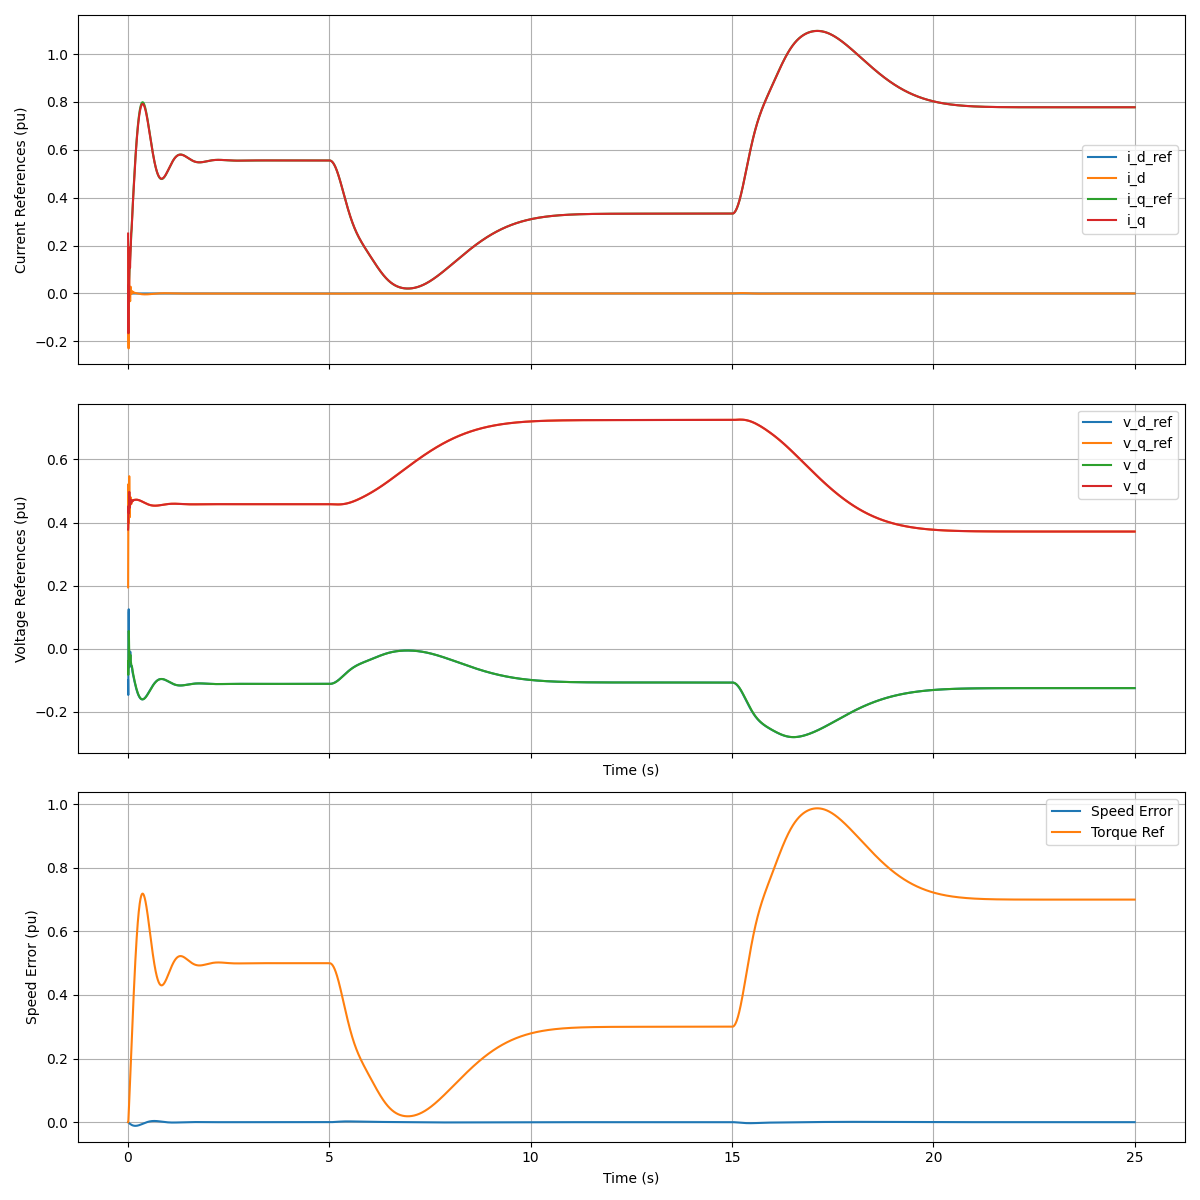 Current References (pu)
1.0
0.8
0.6
0.4
0.2
0.0
−0.2
i_d_ref
i_d
i_q_ref
i_q
Voltage References (pu)
0.6
0.4
0.2
0.0
−0.2
v_d_ref
v_q_ref
v_d
v_q
Time (s)
Speed Error (pu)
1.0
0.8
0.6
0.4
0.2
0.0
Speed Error
Torque Ref
0 5 10 15 20 25
Time (s)